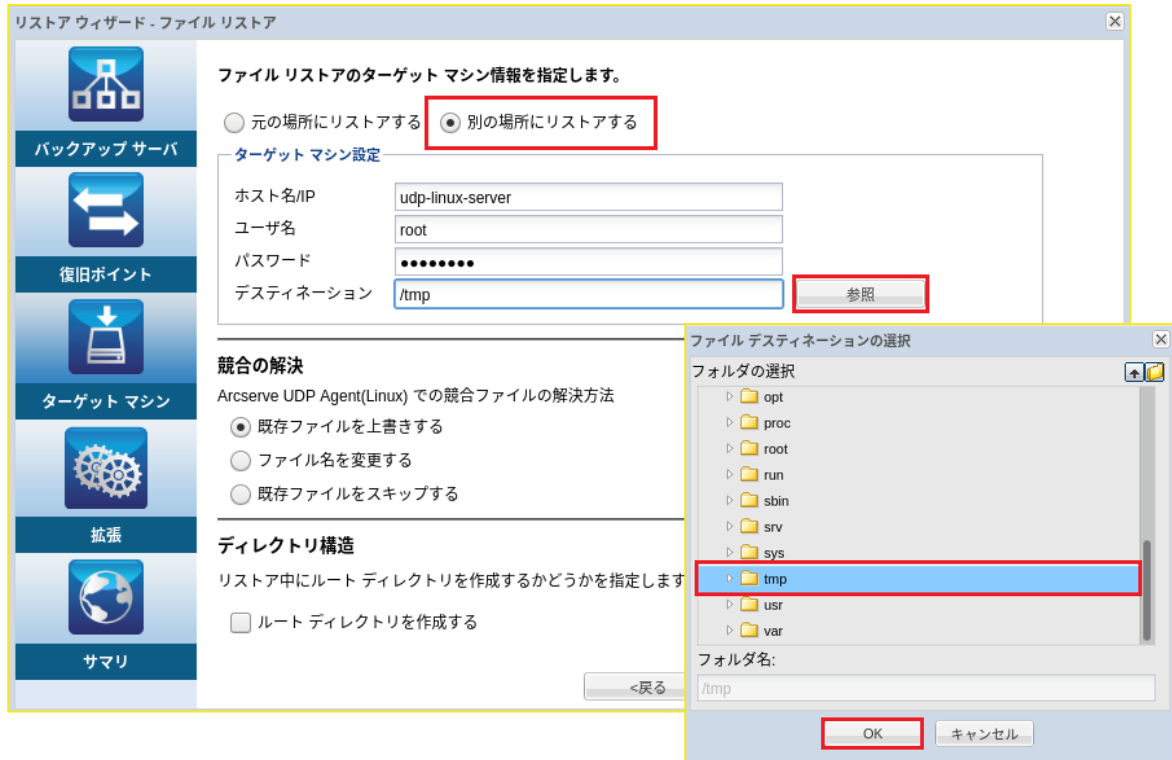 リストア ウィザード - ファイル リストア
バックアップ サーバ
復旧ポイント
ターゲット マシン
拡張
サマリ
ファイル リストアのターゲット マシン情報を指定します。
元の場所にリストアする 別の場所にリストアする
ターゲット マシン設定
ホスト名/IP udp-linux-server
ユーザ名 root
パスワード ●●●●●●●●
デスティネーション /tmp 参照
競合の解決
Arcserve UDP Agent(Linux) での競合ファイルの解決方法
既存ファイルを上書きする
ファイル名を変更する
既存ファイルをスキップする
ディレクトリ構造
リストア中にルート ディレクトリを作成するかどうかを指定します
ルート ディレクトリを作成する
<戻る
ファイル デスティネーションの選択
フォルダの選択
opt
proc
root
run
sbin
srv
sys
tmp
usr
var
フォルダ名:
/tmp
OK キャンセル